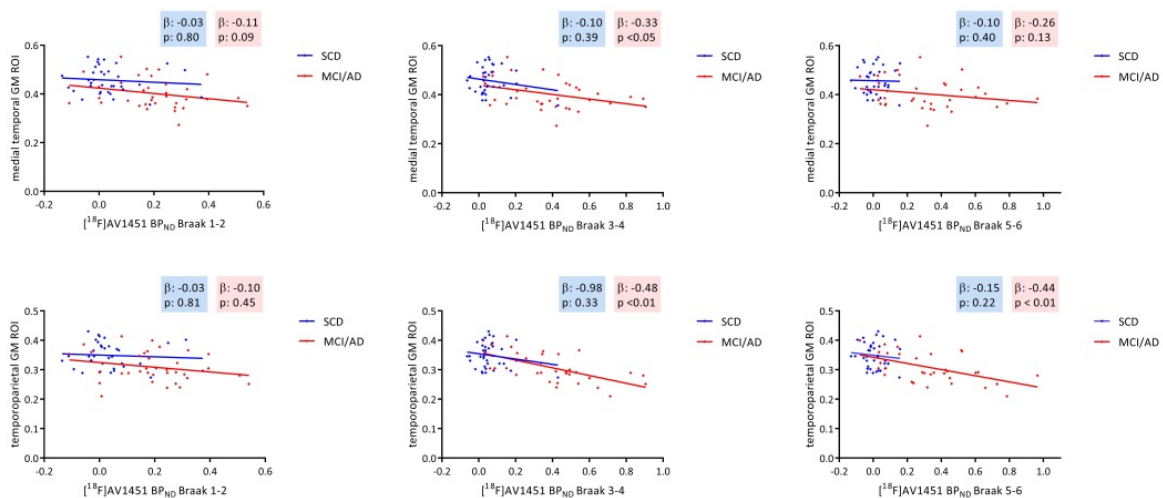 β: -0.03
p: 0.80
β: -0.11
p: 0.09
medial temporal GM ROI
0.6
0.4
0.2
0.0
-0.2 0.0 0.2 0.4 0.6
[18F]AV1451 BPND Braak 1-2
SCD
MCI/AD
β: -0.10
p: 0.39
β: -0.33
p <0.05
medial temporal GM ROI
0.6
0.4
0.2
0.0
-0.2 0.0 0.2 0.4 0.6 0.8 1.0
[18F]AV1451 BPND Braak 3-4
SCD
MCI/AD
β: -0.10
p: 0.40
β: -0.26
p: 0.13
medial temporal GM ROI
0.6
0.4
0.2
0.0
-0.2 0.0 0.2 0.4 0.6 0.8 1.0
[18F]AV1451 BPND Braak 5-6
SCD
MCI/AD
β: -0.03
p: 0.81
β: -0.10
p: 0.45
temporoparietal GM ROI
0.5
0.4
0.3
0.2
0.1
0.0
-0.2 0.0 0.2 0.4 0.6
[18F]AV1451 BPND Braak 1-2
SCD
MCI/AD
β: -0.98
p: 0.33
β: -0.48
p <0.01
temporoparietal GM ROI
0.5
0.4
0.3
0.2
0.1
0.0
-0.2 0.0 0.2 0.4 0.6 0.8 1.0
[18F]AV1451 BPND Braak 3-4
SCD
MCI/AD
β: -0.15
p: 0.22
β: -0.44
p < 0.01
temporoparietal GM ROI
0.5
0.4
0.3
0.2
0.1
0.0
-0.2 0.0 0.2 0.4 0.6 0.8 1.0
[18F]AV1451 BPND Braak 5-6
SCD
MCI/AD